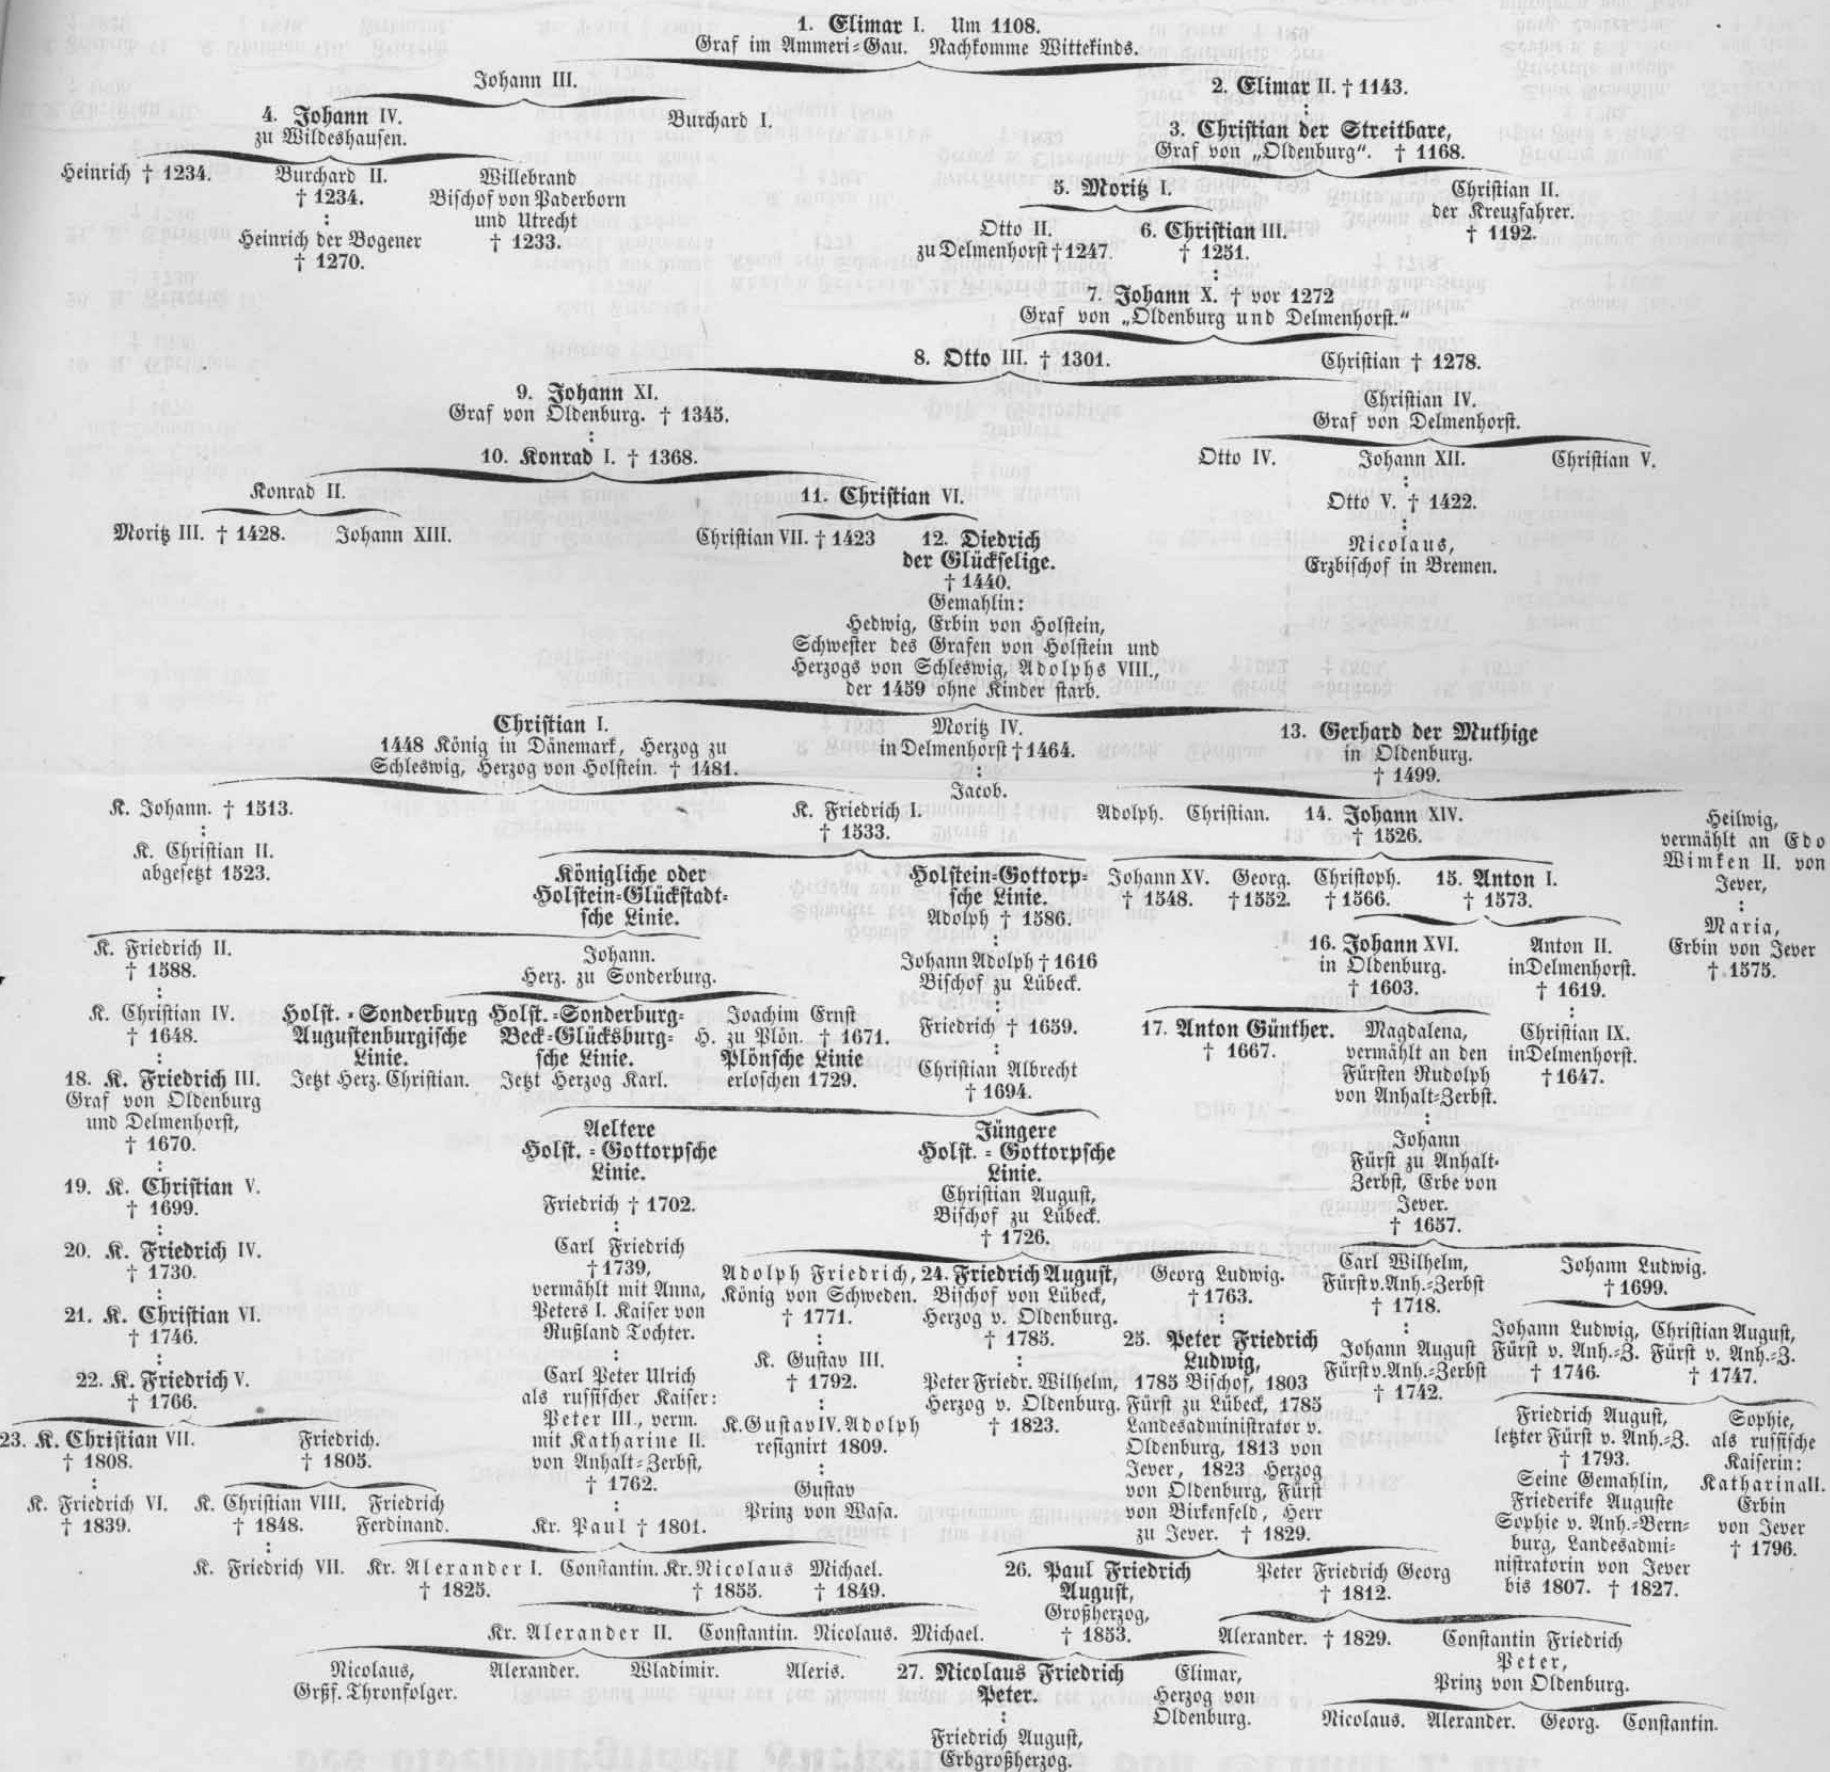 1. Elimar I. Um 1108.
Graf im Ammeri=Gau. Nachkomme Wittekinds.
Johann III.
2. Elimar II. † 1143.
4. Johann IV.
zu Wildeshausen.
Burchard I.
3. Christian der Streitbare,
Graf von „Oldenburg“. † 1168.
Heinrich † 1234.
Burchard II.
† 1234.
:
Heinrich der Bogener
† 1270.
Willebrand
Bischof von Paderborn
und Utrecht
† 1233.
5. Moritz I.
Christian II.
der Kreuzfahrer.
† 1192.
Otto II.
zu Delmenhorst † 1247.
6. Christian III.
† 1251.
:
7. Johann X. † vor 1272
Graf von „Oldenburg und Delmenhorst.“
8. Otto III. † 1301.
Christian † 1278.
9. Johann XI.
Graf von Oldenburg. † 1345.
:
10. Konrad I. † 1368.
Christian IV.
Graf von Delmenhorst.
Otto IV.
Johann XII.
:
Otto V. † 1422.
:
Nicolaus,
Erzbischof in Bremen.
Christian V.
Konrad II.
11. Christian VI.
Moritz III. † 1428.
Johann XIII.
Christian VII. † 1423
12. Diedrich
der Glückselige.
† 1440.
Gemahlin:
Hedwig, Erbin von Holstein,
Schwester des Grafen von Holstein und
Herzogs von Schleswig, Adolphs VIII.,
der 1459 ohne Kinder starb.
Christian I.
1448 König in Dänemark, Herzog zu
Schleswig, Herzog von Holstein. † 1481.
Moritz IV.
in Delmenhorst † 1464.
:
Jacob.
13. Gerhard der Muthige
in Oldenburg.
† 1499.
K. Johann. † 1513.
:
K. Christian II.
abgesetzt 1523.
K. Friedrich I.
† 1533.
Adolph.
Christian.
14. Johann XIV.
† 1526.
Heilwig,
vermählt an Edo
Wimken II. von
Jever,
:
Maria,
Erbin von Jever
† 1575.
Königliche oder
Holstein=Glückstadt=
sche Linie.
Holstein=Gottorp=
sche Linie.
Adolph † 1586.
:
Johann Adolph † 1616
Bischof zu Lübeck.
:
Friedrich † 1659.
:
Christian Albrecht
† 1694.
Johann XV.
† 1548.
Georg.
† 1552.
Christoph.
† 1566.
15. Anton I.
† 1573.
K. Friedrich II.
† 1588.
:
K. Christian IV.
† 1648.
:
18. K. Friedrich III.
Graf von Oldenburg
und Delmenhorst,
† 1670.
:
19. K. Christian V.
† 1699.
:
20. K. Friedrich IV.
† 1730.
:
21. K. Christian VI.
† 1746.
:
22. K. Friedrich V.
† 1766.
Johann.
Herz. zu Sonderburg.
Holst. = Sonderburg
Augustenburgische
Linie.
Jetzt Herz. Christian.
Holst. =Sonderburg=
Beck=Glücksburg=
sche Linie.
Jetzt Herzog Karl.
Joachim Ernst
H. zu Plön. † 1671.
Plönsche Linie
erloschen 1729.
16. Johann XVI.
in Oldenburg.
† 1603.
Anton II.
in Delmenhorst.
† 1619.
:
Christian IX.
in Delmenhorst.
† 1647.
17. Anton Günther.
† 1667.
Magdalena,
vermählt an den
Fürsten Rudolph
von Anhalt=Zerbst.
:
Johann
Fürst zu Anhalt=
Zerbst, Erbe von
Jever.
† 1657.
Aeltere
Holst. = Gottorpsche
Linie.
Friedrich † 1702.
:
Carl Friedrich
† 1739,
vermählt mit Anna,
Peters I. Kaiser von
Rußland Tochter.
:
Carl Peter Ulrich
als russischer Kaiser:
Peter III., verm.
mit Katharine II.
von Anhalt=Zerbst,
† 1762.
:
Kr. Paul † 1801.
Jüngere
Holst. = Gottorpsche
Linie.
Christian August,
Bischof zu Lübeck.
† 1726.
Adolph Friedrich,
König von Schweden.
† 1771.
:
K. Gustav III.
† 1792.
:
K. Gustav IV. Adolph
resignirt 1809.
:
Gustav
Prinz von Wasa.
24. Friedrich August,
Bischof von Lübeck,
Herzog v. Oldenburg.
† 1785.
:
Peter Friedr. Wilhelm,
Herzog v. Oldenburg.
† 1823.
Georg Ludwig.
† 1763.
:
25. Peter Friedrich
Ludwig,
1785 Bischof, 1803
Fürst zu Lübeck, 1785
Landesadministrator v.
Oldenburg, 1813 von
Jever, 1823 Herzog
von Oldenburg, Fürst
von Birkenfeld, Herr
zu Jever. † 1829.
Carl Wilhelm,
Fürst v. Anh.=Zerbst
† 1718.
:
Johann August
Fürst v. Anh.=Zerbst
† 1742.
Johann Ludwig.
† 1699.
Johann Ludwig,
Fürst v. Anh.=Z.
† 1746.
Christian August,
Fürst v. Anh.=Z.
† 1747.
Friedrich August,
letzter Fürst v. Anh.=Z.
† 1793.
Seine Gemahlin,
Friederike Auguste
Sophie v. Anh.=Bern=
burg, Landesadmi=
nistratorin von Jever
bis 1807. † 1827.
Sophie,
als russische
Kaiserin:
Katharina II.
Erbin
von Jever
† 1796.
23. K. Christian VII.
† 1808.
:
K. Friedrich VI.
† 1839.
Friedrich.
† 1805.
K. Christian VIII.
† 1848.
:
K. Friedrich VII.
Friedrich
Ferdinand.
Kr. Alexander I.
† 1825.
Constantin.
Kr. Nicolaus
† 1855.
Michael.
† 1849.
26. Paul Friedrich
August,
Großherzog,
† 1853.
Peter Friedrich Georg
† 1812.
Kr. Alexander II.
Constantin.
Nicolaus.
Michael.
Alexander. † 1829.
Constantin Friedrich
Peter,
Prinz von Oldenburg.
Nicolaus,
Grßf. Thronfolger.
Alexander.
Wladimir.
Alexis.
27. Nicolaus Friedrich
Peter.
:
Friedrich August,
Erbgroßherzog.
Elimar,
Herzog von
Oldenburg.
Nicolaus.
Alexander.
Georg.
Constantin.